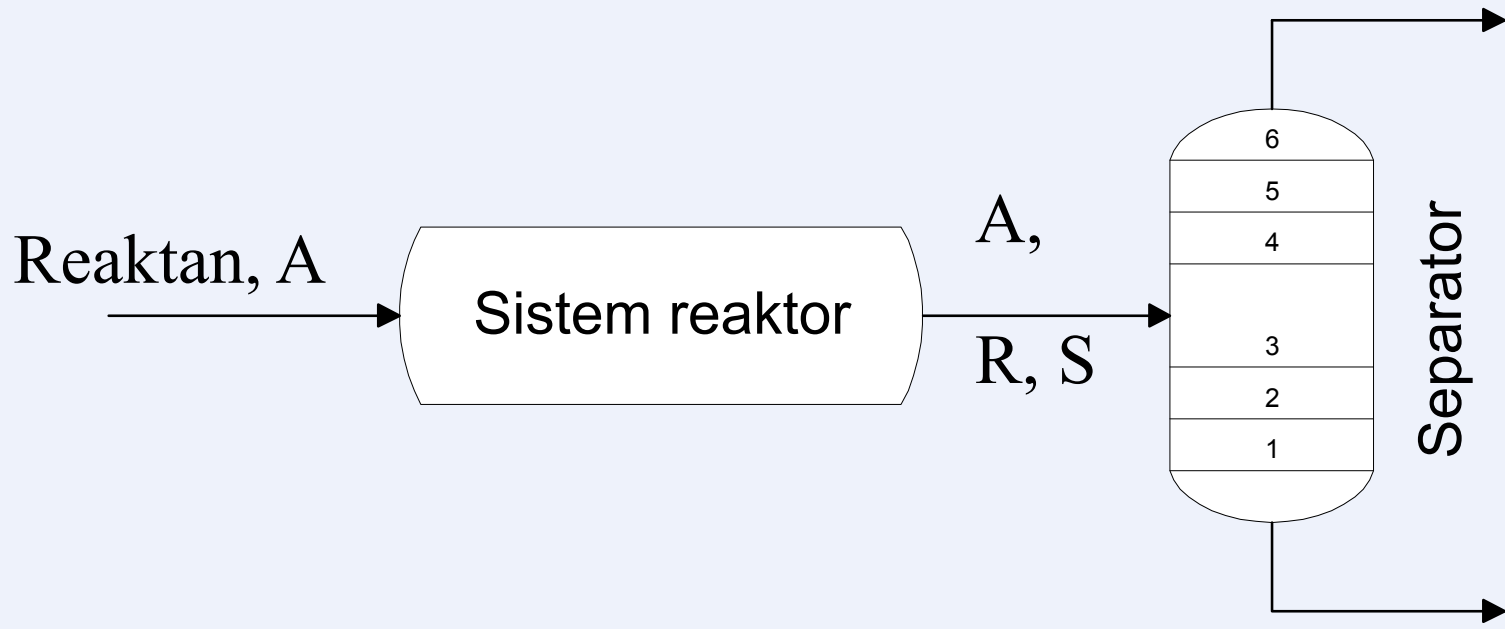 Reaktan, A
Sistem reaktor
A,
R, S
6
5
4
3
2
1
Separator